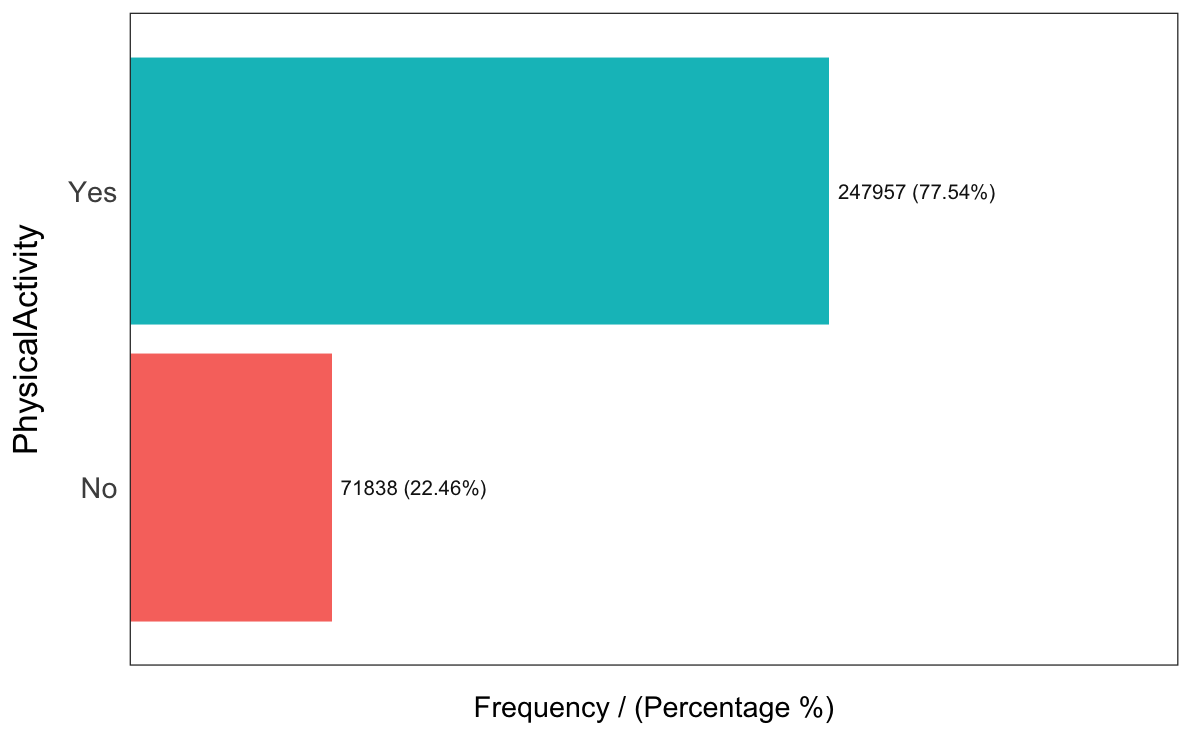 PhysicalActivity
Yes
247957 (77.54%)
No
71838 (22.46%)
Frequency / (Percentage %)